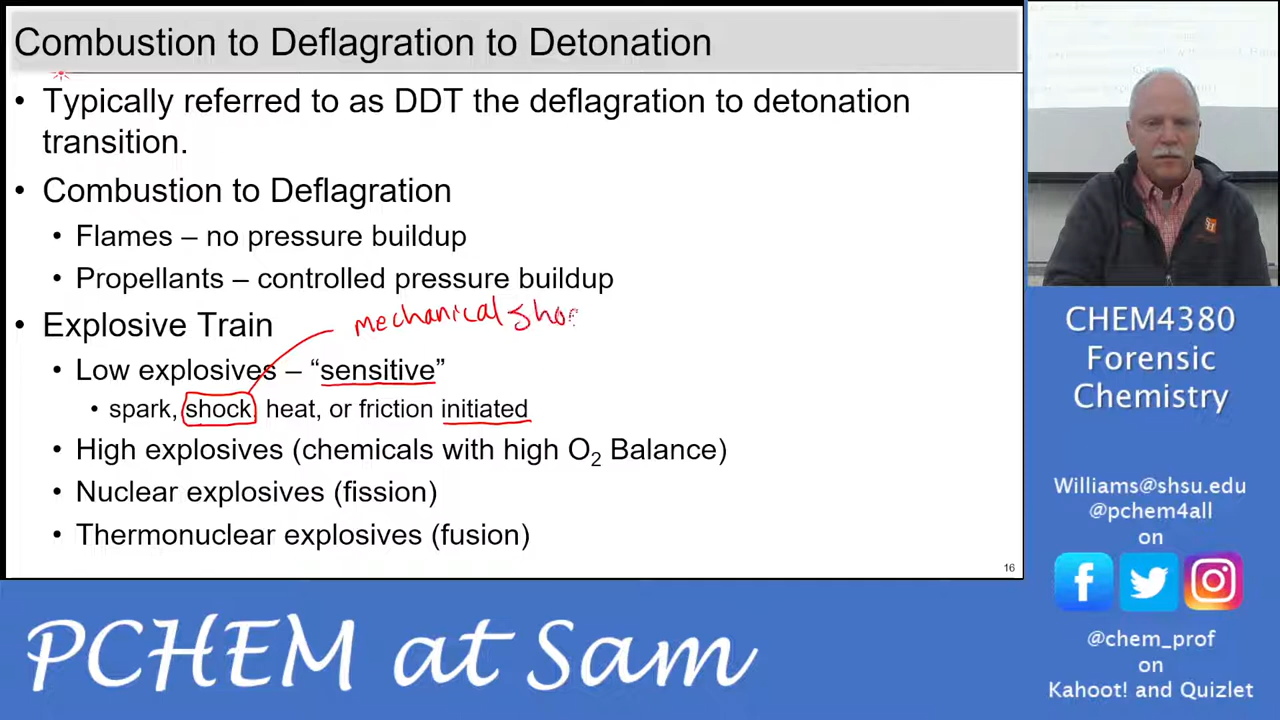 Combustion to Deflagration to Detonation
• Typically referred to as DDT the deflagration to detonation
transition.
• Combustion to Deflagration
• Flames – no pressure buildup
• Propellants – controlled pressure buildup
• Explosive Train
mechanical sho
• Low explosives – “sensitive”
• spark, shock, heat, or friction initiated
• High explosives (chemicals with high O₂ Balance)
• Nuclear explosives (fission)
• Thermonuclear explosives (fusion)
16
CHEM4380
Forensic
Chemistry
Williams@shsu.edu
@pchem4all
on
@chem_prof
on
Kahoot! and Quizlet
PCHEM at Sam